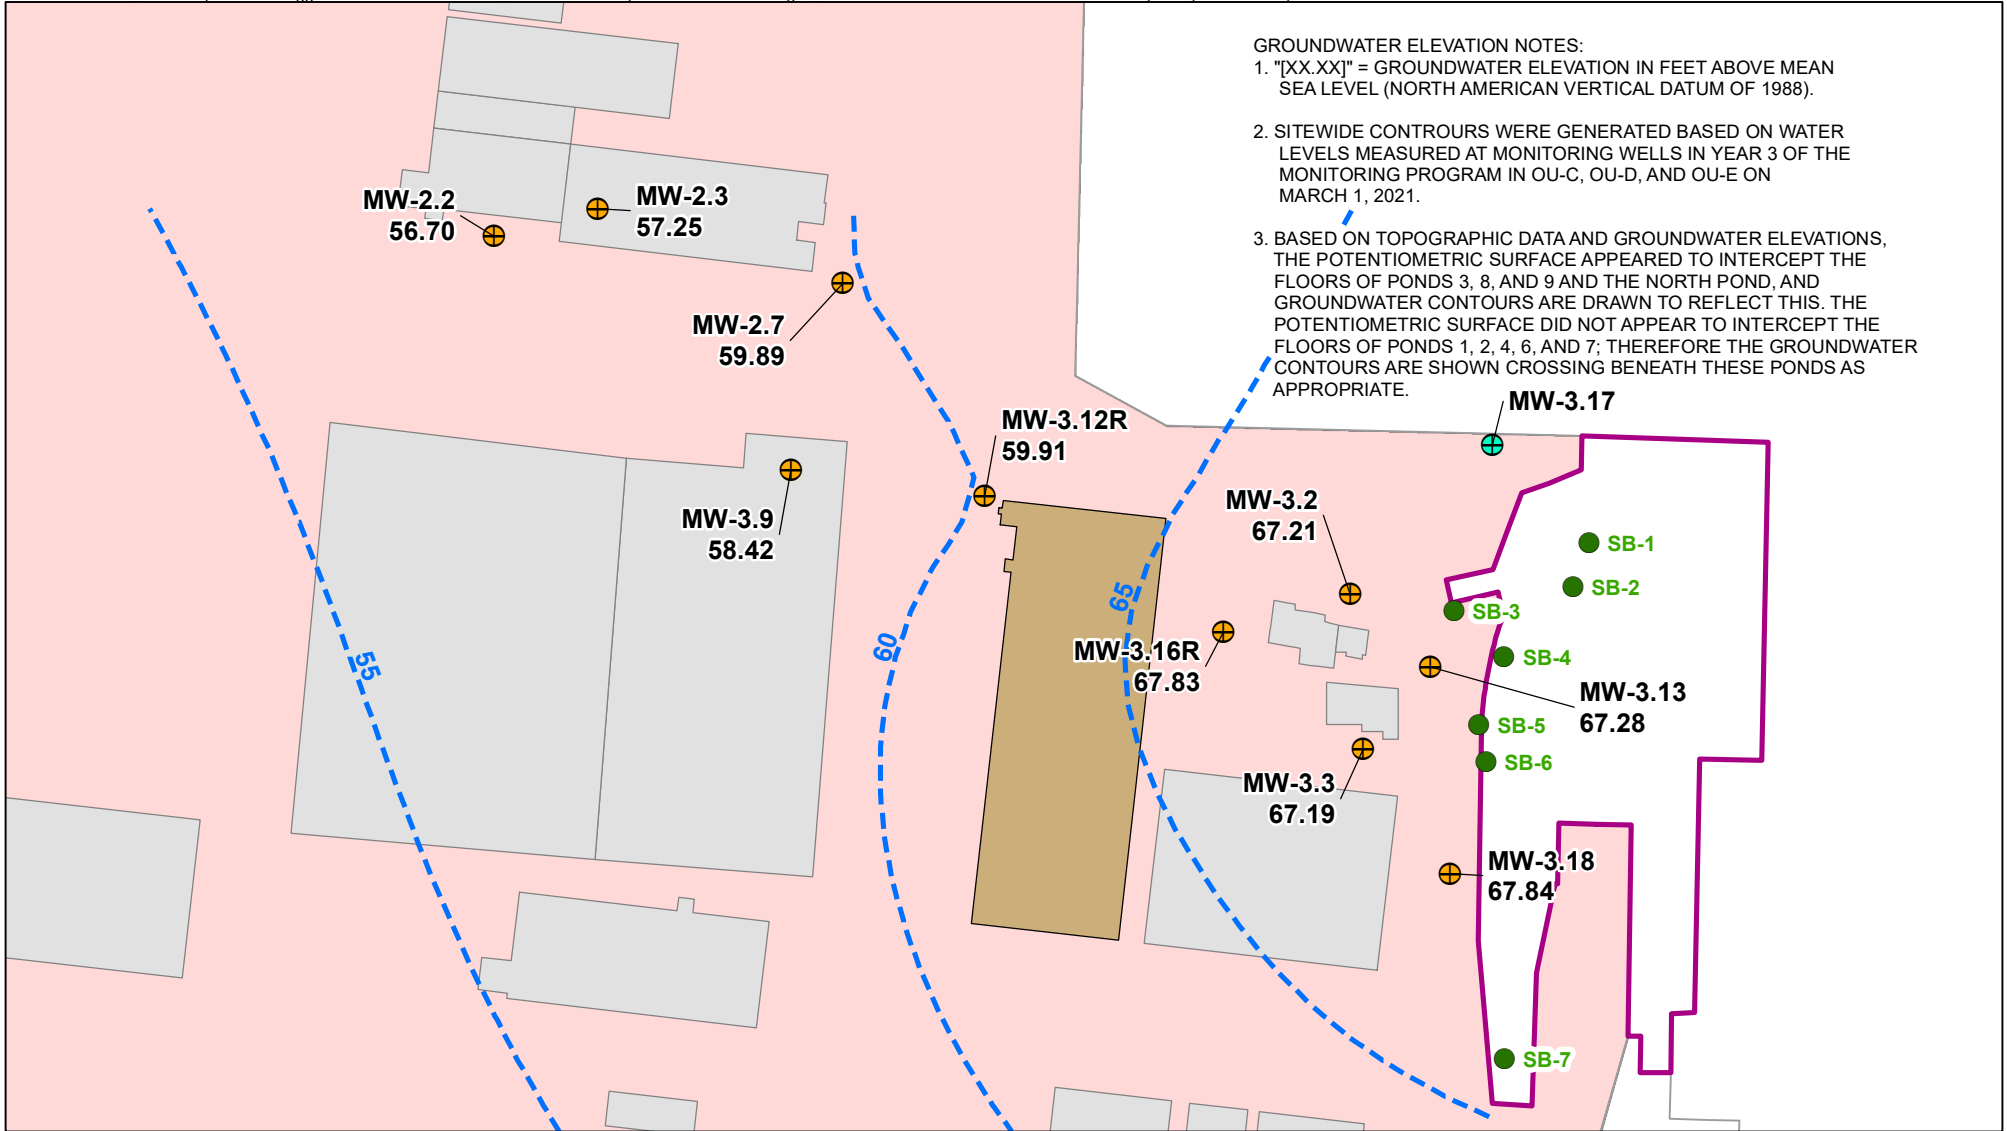 GROUNDWATER ELEVATION NOTES:
1. "[XX.XX]" = GROUNDWATER ELEVATION IN FEET ABOVE MEAN
SEA LEVEL (NORTH AMERICAN VERTICAL DATUM OF 1988).
2. SITEWIDE CONTROURS WERE GENERATED BASED ON WATER
LEVELS MEASURED AT MONITORING WELLS IN YEAR 3 OF THE
MONITORING PROGRAM IN OU-C, OU-D, AND OU-E ON
MARCH 1, 2021.
3. BASED ON TOPOGRAPHIC DATA AND GROUNDWATER ELEVATIONS,
THE POTENTIOMETRIC SURFACE APPEARED TO INTERCEPT THE
FLOORS OF PONDS 3, 8, AND 9 AND THE NORTH POND, AND
GROUNDWATER CONTOURS ARE DRAWN TO REFLECT THIS. THE
POTENTIOMETRIC SURFACE DID NOT APPEAR TO INTERCEPT THE
FLOORS OF PONDS 1, 2, 4, 6, AND 7; THEREFORE THE GROUNDWATER
CONTOURS ARE SHOWN CROSSING BENEATH THESE PONDS AS
APPROPRIATE.
MW-2.2
56.70
MW-2.3
57.25
MW-2.7
59.89
MW-3.12R
59.91
MW-3.17
MW-3.9
58.42
MW-3.2
67.21
SB-1
SB-2
SB-3
SB-4
MW-3.16R
67.83
MW-3.13
67.28
SB-5
SB-6
MW-3.3
67.19
MW-3.18
67.84
SB-7
55
60
65